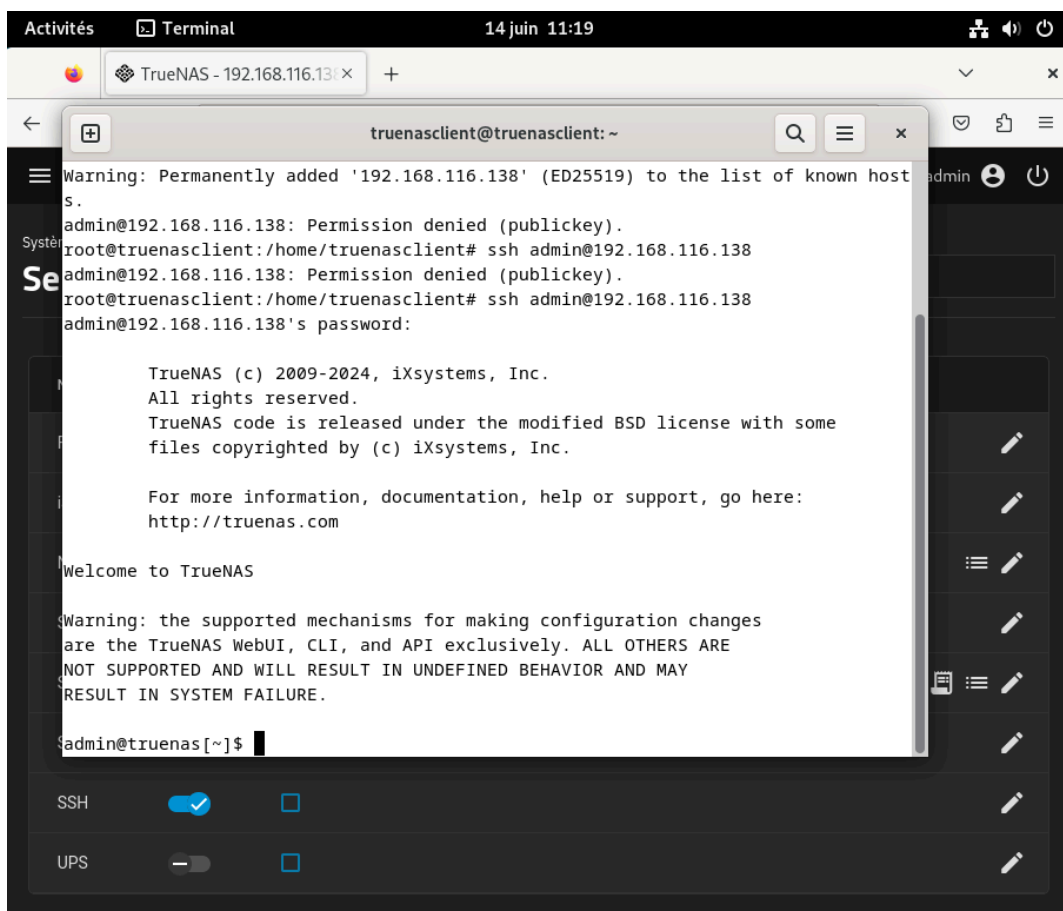 Activités Terminal 14 juin 11:19
TrueNAS - 192.168.116.138
truenasclient@truenasclient: ~
admin
Warning: Permanently added '192.168.116.138' (ED25519) to the list of known host
s.
admin@192.168.116.138: Permission denied (publickey).
root@truenasclient:/home/truenasclient# ssh admin@192.168.116.138
admin@192.168.116.138: Permission denied (publickey).
root@truenasclient:/home/truenasclient# ssh admin@192.168.116.138
admin@192.168.116.138's password:
TrueNAS (c) 2009-2024, iXsystems, Inc.
All rights reserved.
TrueNAS code is released under the modified BSD license with some
files copyrighted by (c) iXsystems, Inc.
For more information, documentation, help or support, go here:
http://truenas.com
Welcome to TrueNAS
Warning: the supported mechanisms for making configuration changes
are the TrueNAS WebUI, CLI, and API exclusively. ALL OTHERS ARE
NOT SUPPORTED AND WILL RESULT IN UNDEFINED BEHAVIOR AND MAY
RESULT IN SYSTEM FAILURE.
admin@truenas[~]$
SSH
UPS